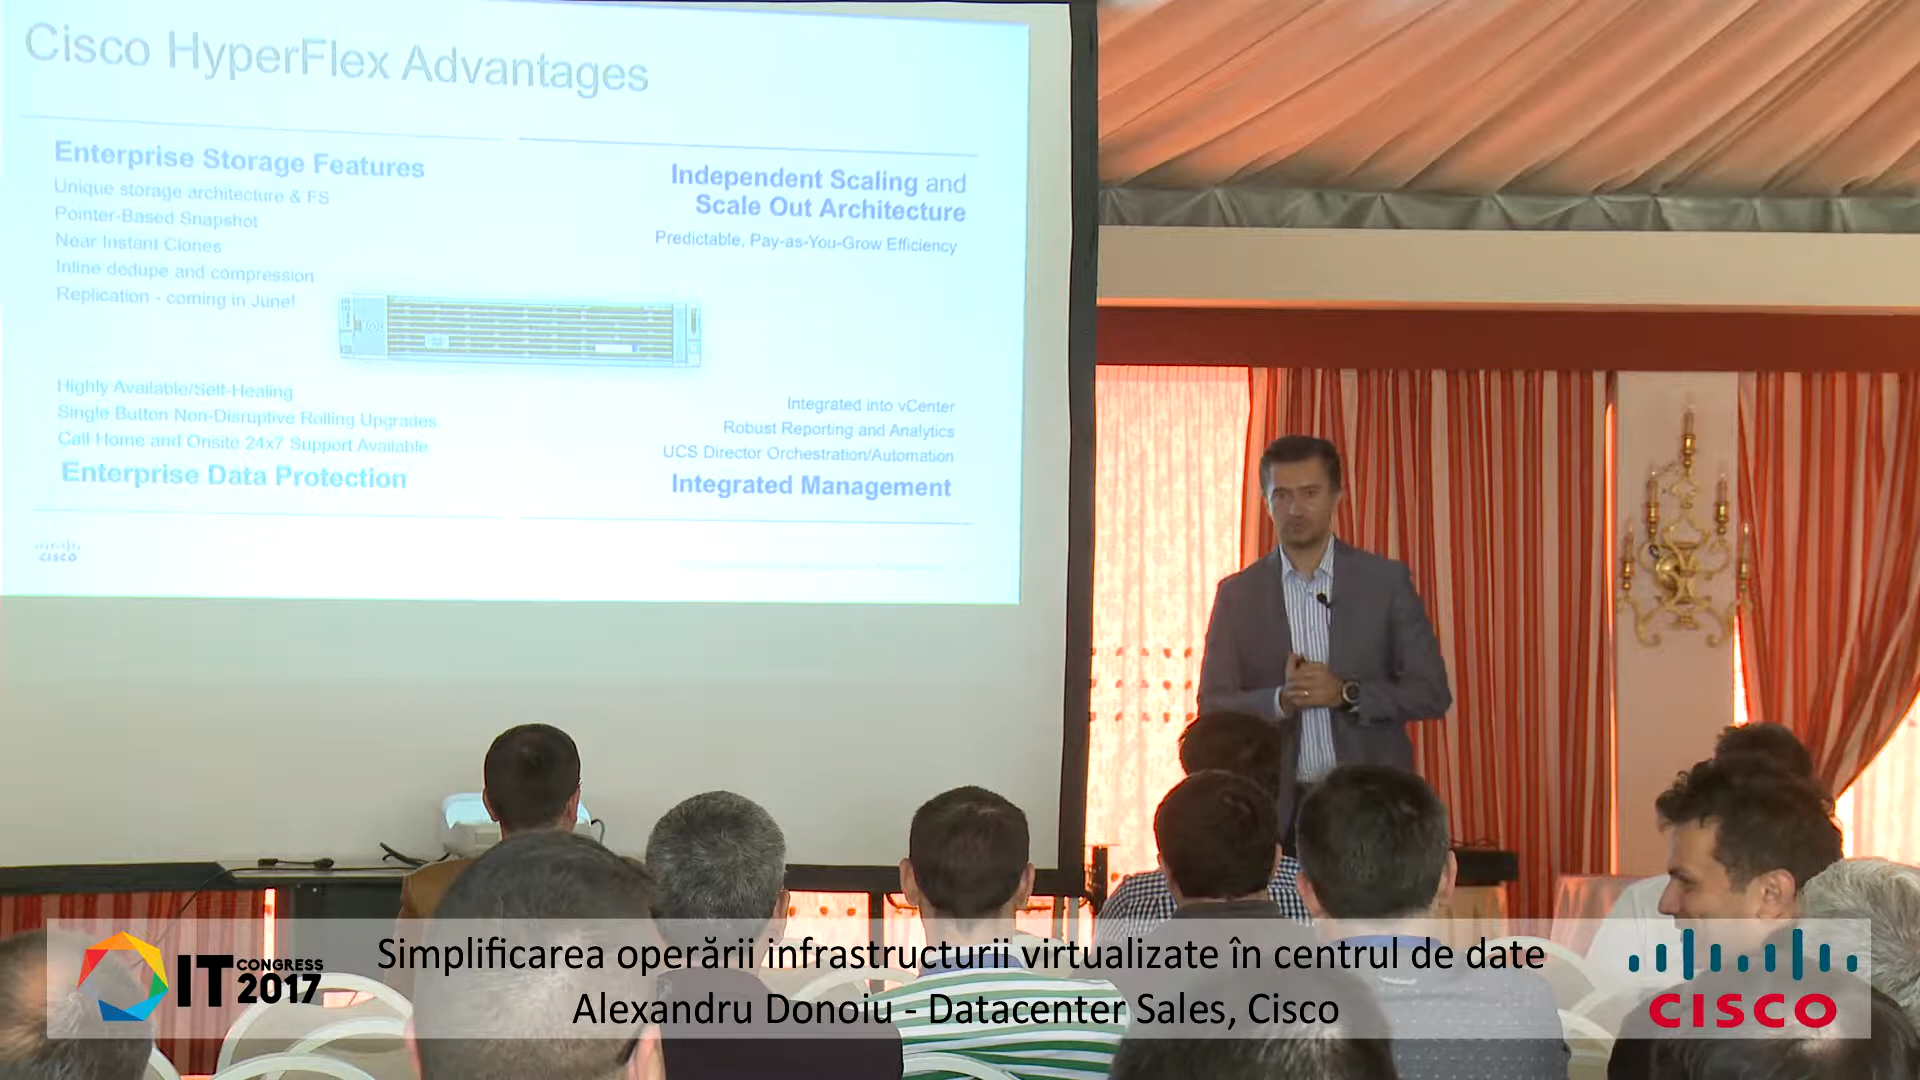 Cisco HyperFlex Advantages
Enterprise Storage Features
Unique storage architecture & FS
Pointer-Based Snapshot
Near Instant Clones
Inline dedupe and compression
Replication - coming in June!
Independent Scaling and
Scale Out Architecture
Predictable, Pay-as-You-Grow Efficiency
Highly Available/Self-Healing
Single Button Non-Disruptive Rolling Upgrades
Call Home and Onsite 24x7 Support Available
Enterprise Data Protection
Integrated into vCenter
Robust Reporting and Analytics
UCS Director Orchestration/Automation
Integrated Management
CISCO
IT CONGRESS 2017
Simplificarea operării infrastructurii virtualizate în centrul de date
Alexandru Donoiu - Datacenter Sales, Cisco
CISCO